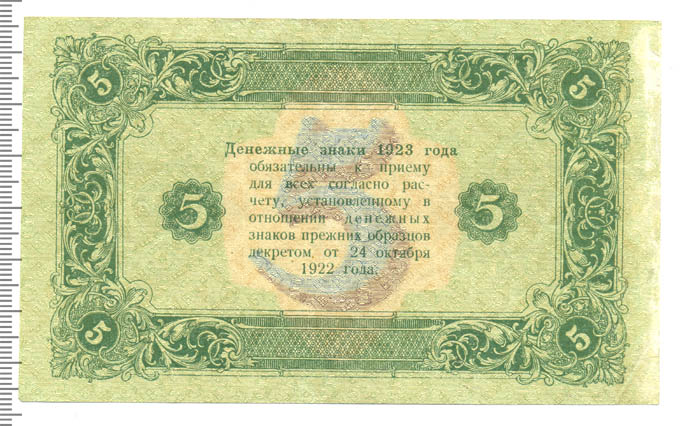 5 5
Денежные знаки 1923 года
обязательны к приему
для всех согласно рас-
чету, установленному в
5 отношении денежных 5
знаков прежних образцов
декретом, от 24 октября
1922 года.
5
5 5